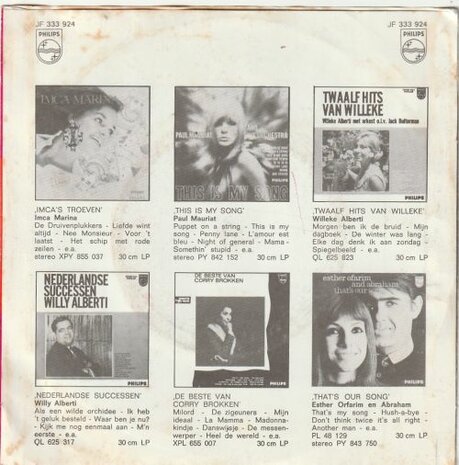 JF 333 924
JF 333 924
PHILIPS
PHILIPS
IMCA MARINA
PAUL MAURIAT
ORCHESTRA
THIS IS MY SONG
TWAALF HITS
VAN WILLEKE
Willeke Alberti met orkest o.l.v. Jack Bulterman
PHILIPS
‚IMCA'S TROEVEN'
Imca Marina
De Druivenplukkers - Liefde wint
altijd - Nee Monsieur - Voor 't
laatst - Het schip met rode
zeilen - e.a.
stereo XPY 855 037 30 cm LP
‚THIS IS MY SONG'
Paul Mauriat
Puppet on a string - This is my
song - Penny lane - L'amour est
bleu - Night of general - Mama -
Somethin' stupid - e.a.
stereo PY 842 152 30 cm LP
‚TWAALF HITS VAN WILLEKE'
Willeke Alberti
Morgen ben ik de bruid - Mijn
dagboek - De winter was lang -
Elke dag denk ik aan zondag -
Spiegelbeeld - e.a.
QL 625 823 30 cm LP
NEDERLANDSE
SUCCESSEN
WILLY ALBERTI
PHILIPS
DE BESTE VAN
CORRY BROKKEN
PHILIPS
esther ofarim
and abraham
that's our song
PHILIPS
‚NEDERLANDSE SUCCESSEN'
Willy Alberti
Als een wilde orchidee - Ik heb
't geluk besteld - Waar ben je nu?
- Kijk me nog eenmaal aan - M'n
eerste - e.a.
QL 625 317 30 cm LP
‚DE BESTE VAN
CORRY BROKKEN'
Milord - De zigeuners - Mijn
ideaal - La Mamma - Madonna-
kindje - Danswijsje - De messen-
werper - Heel de wereld - e.a.
XPL 655 007 30 cm LP
‚THAT'S OUR SONG'
Esther Orfarim en Abraham
That's my song - Hush-a-bye -
Don't think twice it's all right
Another man - e.a.
PL 48 129 30 cm LP
stereo PY 843 750